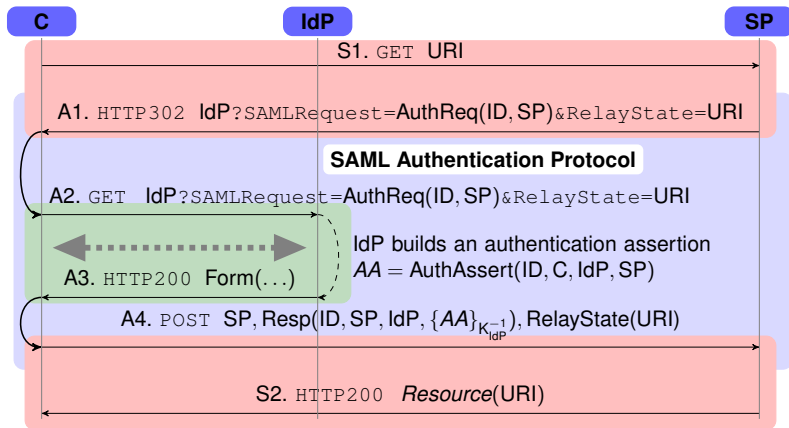 C IdP SP
S1. GET URI
A1. HTTP302 IdP?SAMLRequest=AuthReq(ID, SP)&RelayState=URI
SAML Authentication Protocol
A2. GET IdP?SAMLRequest=AuthReq(ID, SP)&RelayState=URI
IdP builds an authentication assertion
AA = AuthAssert(ID, C, IdP, SP)
A3. HTTP200 Form(...)
A4. POST SP, Resp(ID, SP, IdP, {AA}K⁻¹IdP), RelayState(URI)
S2. HTTP200 Resource(URI)